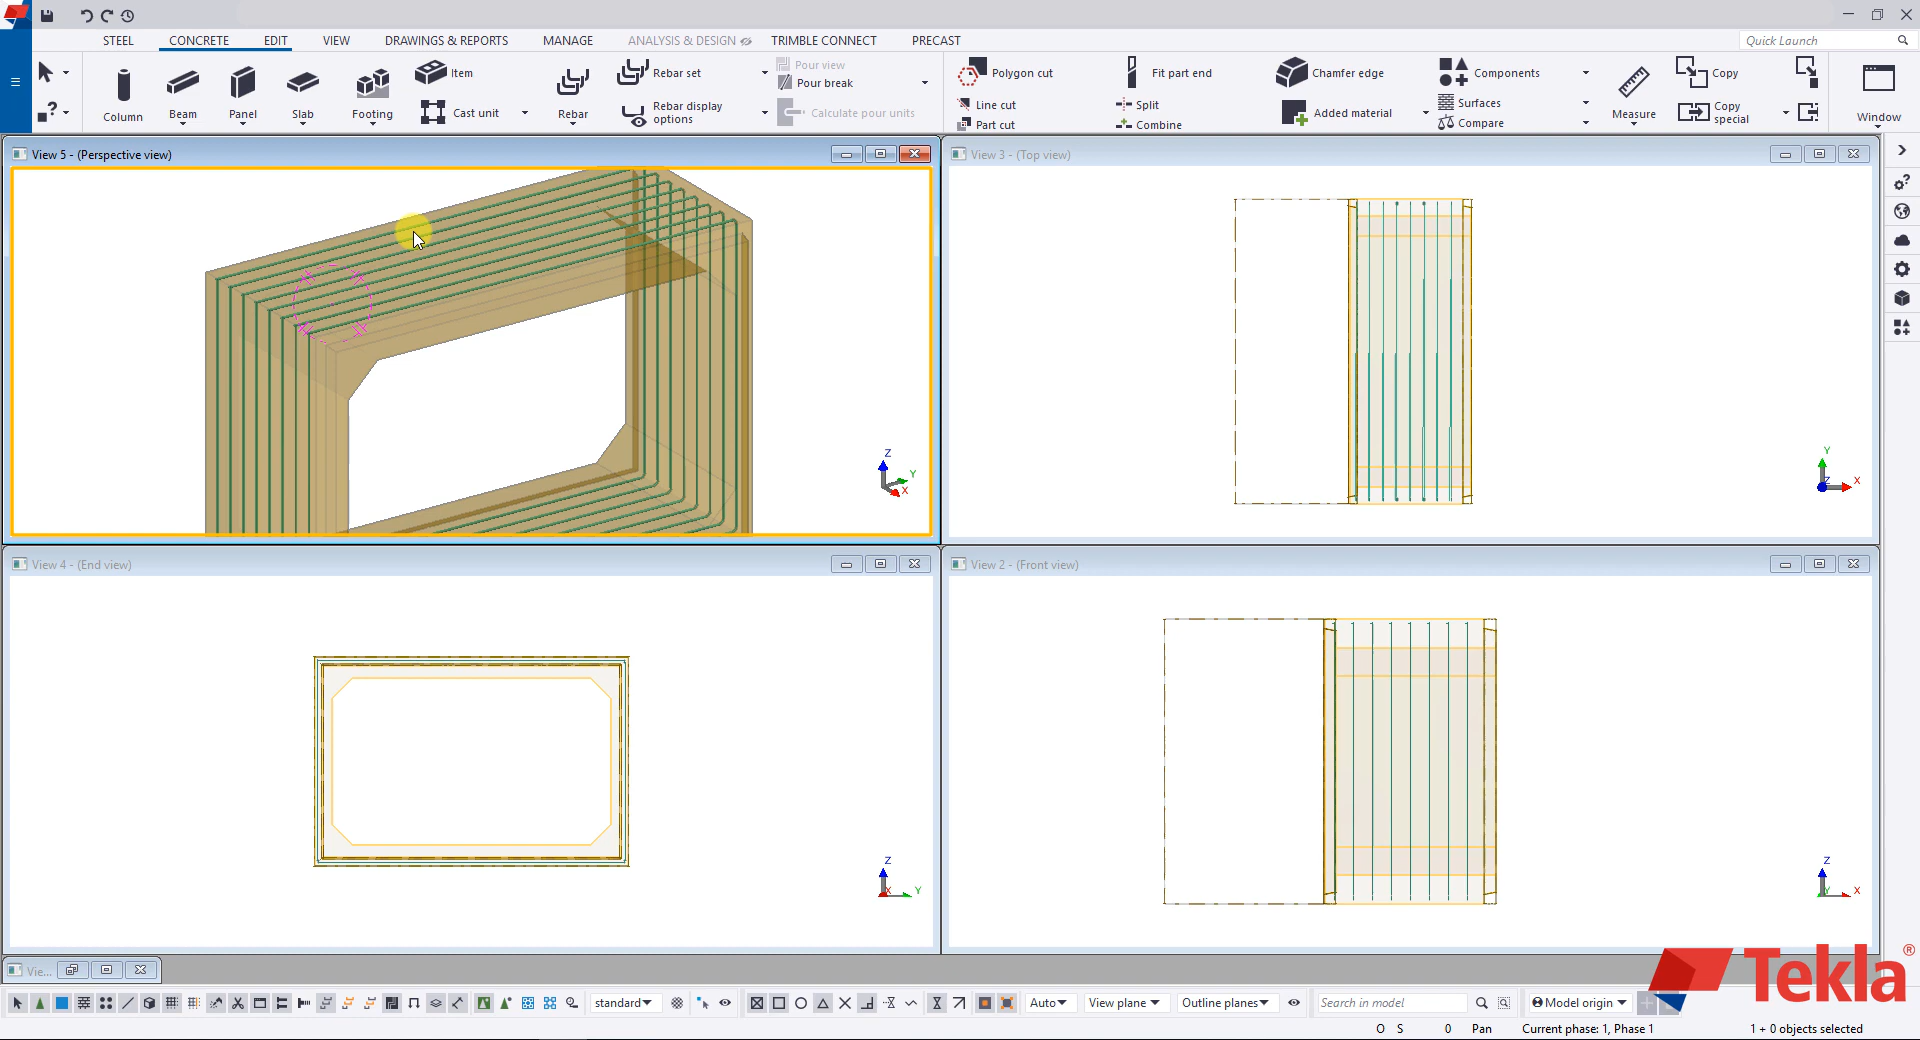 STEEL CONCRETE EDIT VIEW DRAWINGS & REPORTS MANAGE ANALYSIS & DESIGN TRIMBLE CONNECT PRECAST Quick Launch
Column Beam Panel Slab Footing
Item
Cast unit
Rebar
Rebar set
Rebar display options
Pour view
Pour break
Calculate pour units
Polygon cut
Line cut
Part cut
Fit part end
Split
Combine
Chamfer edge
Added material
Components
Surfaces
Compare
Measure
Copy
Copy special
Window
View 5 - (Perspective view)
Z
Y
X
View 3 - (Top view)
Y
Z
X
View 4 - (End view)
Z
X
Y
View 2 - (Front view)
Z
Y
X
Vie...
Tekla®
standard Auto View plane Outline planes Search in model Model origin
O S 0 Pan Current phase: 1, Phase 1 1 + 0 objects selected